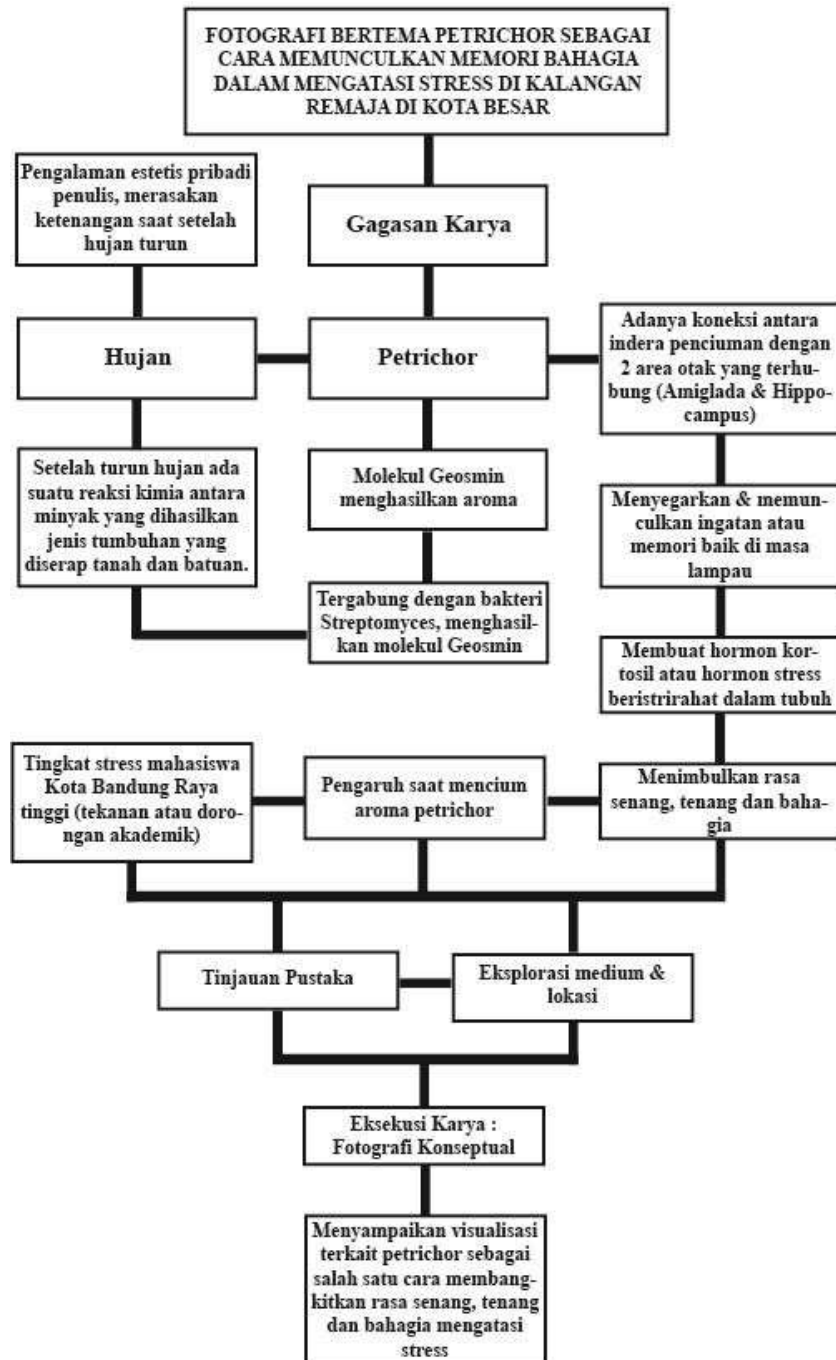 FOTOGRAFI BERTEMA PETRICHOR SEBAGAI
CARA MEMUNCULKAN MEMORI BAHAGIA
DALAM MENGATASI STRESS DI KALANGAN
REMAJA DI KOTA BESAR
Pengalaman estetis pribadi
penulis, merasakan
ketenangan saat setelah
hujan turun
Gagasan Karya
Hujan
Petrichor
Adanya koneksi antara
indera penciuman dengan
2 area otak yang terhu-
bung (Amiglada & Hippo-
campus)
Setelah turun hujan ada
suatu reaksi kimia antara
minyak yang dihasilkan
jenis tumbuhan yang
diserap tanah dan batuan.
Molekul Geosmin
menghasilkan aroma
Menyegarkan & memu-
nculkan ingatan atau
memori baik di masa
lampau
Tergabung dengan bakteri
Streptomyces, menghasil-
kan molekul Geosmin
Membuat hormon kor-
tosil atau hormon stress
beristrirahat dalam tubuh
Tingkat stress mahasiswa
Kota Bandung Raya
tinggi (tekanan atau doro-
ngan akademik)
Pengaruh saat mencium
aroma petrichor
Menimbulkan rasa
senang, tenang dan baha-
gia
Tinjauan Pustaka
Eksplorasi medium &
lokasi
Eksekusi Karya :
Fotografi Konseptual
Menyampaikan visualisasi
terkait petrichor sebagai
salah satu cara membang-
kitkan rasa senang, tenang
dan bahagia mengatasi
stress